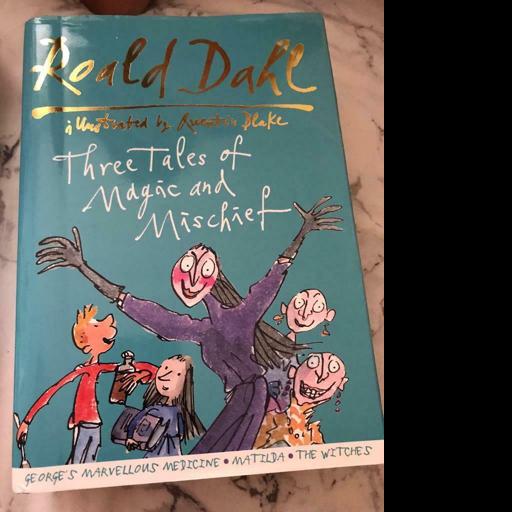 Roald Dahl
illustrated by Quentin Blake
Three Tales of
Magic and
Mischief
GEORGE'S MARVELLOUS MEDICINE • MATILDA • THE WITCHES